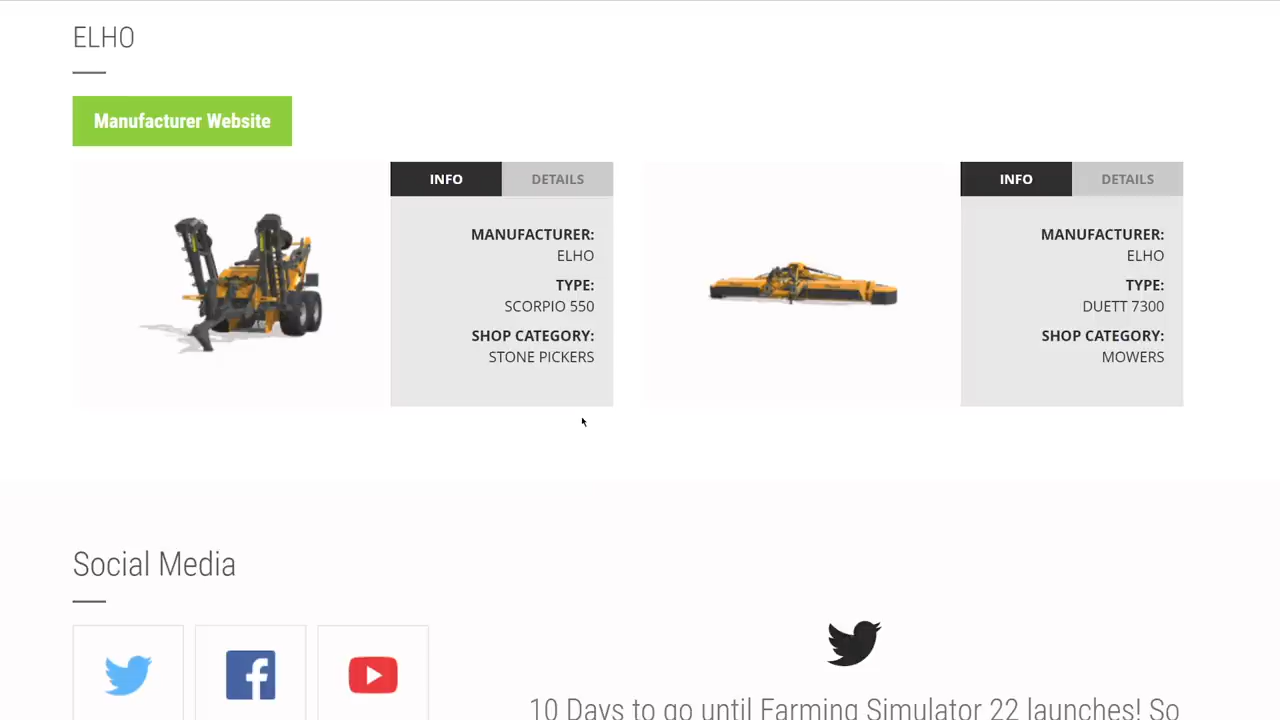 ELHO
Manufacturer Website
INFO
DETAILS
MANUFACTURER:
ELHO
TYPE:
SCORPIO 550
SHOP CATEGORY:
STONE PICKERS
INFO
DETAILS
MANUFACTURER:
ELHO
TYPE:
DUETT 7300
SHOP CATEGORY:
MOWERS
Social Media
10 Days to go until Farming Simulator 22 launches! So